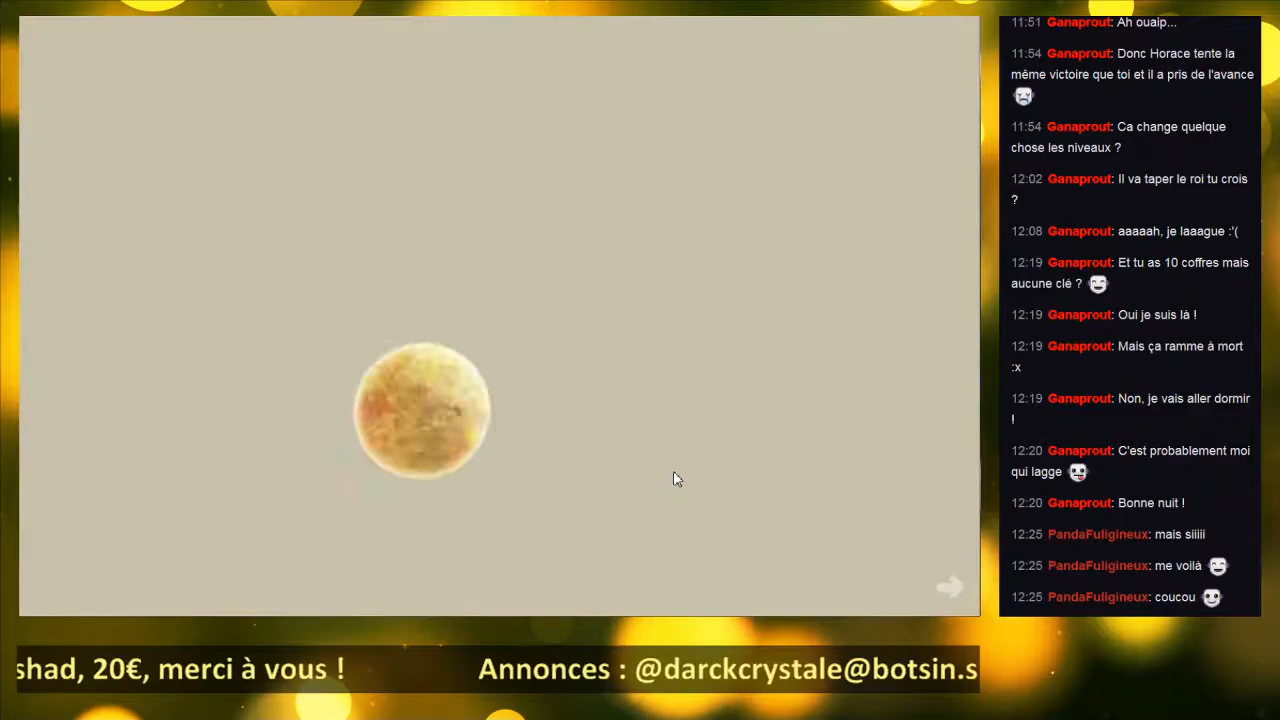 11:51 Ganaprout: Ah ouaip...
11:54 Ganaprout: Donc Horace tente la
même victoire que toi et il a pris de l'avance
11:54 Ganaprout: Ca change quelque
chose les niveaux ?
12:02 Ganaprout: Il va taper le roi tu crois
?
12:08 Ganaprout: aaaaah, je laaague :'(
12:19 Ganaprout: Et tu as 10 coffres mais
aucune clé ?
12:19 Ganaprout: Oui je suis là !
12:19 Ganaprout: Mais ça ramme à mort
:x
12:19 Ganaprout: Non, je vais aller dormir
!
12:20 Ganaprout: C'est probablement moi
qui lagge
12:20 Ganaprout: Bonne nuit !
12:25 PandaFuligineux: mais siiiii
12:25 PandaFuligineux: me voilà
12:25 PandaFuligineux: coucou
shad, 20€, merci à vous ! Annonces : @darckcrystale@botsin.s